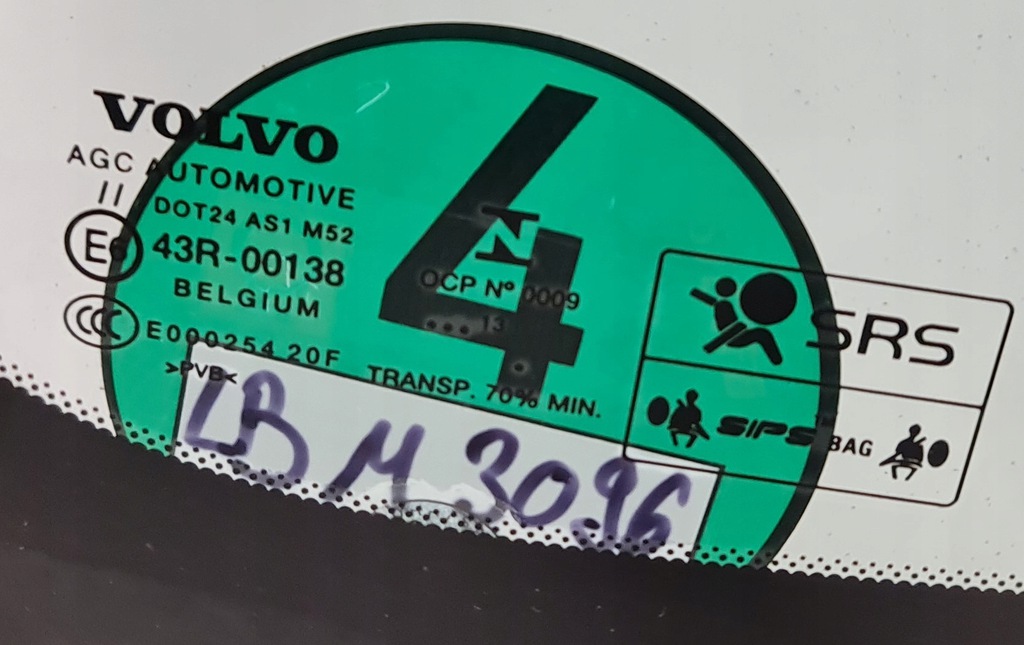 VOLVO
AGC AUTOMOTIVE
II
DOT24 AS1 M52
E6 43R-00138
BELGIUM
CCC E000254 20F
>PVB<
4
N
OCP Nº 0009
... 13
TRANSP. 70% MIN.
LB M 3096
SRS
SIPS BAG